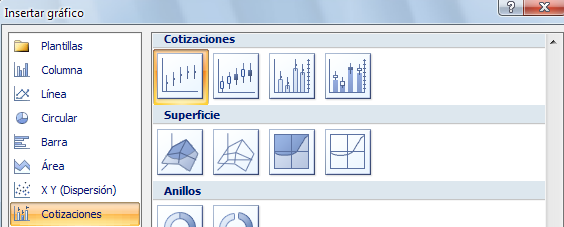 Insertar gráfico
Plantillas
Columna
Línea
Circular
Barra
Área
X Y (Dispersión)
Cotizaciones
Cotizaciones
Superficie
Anillos